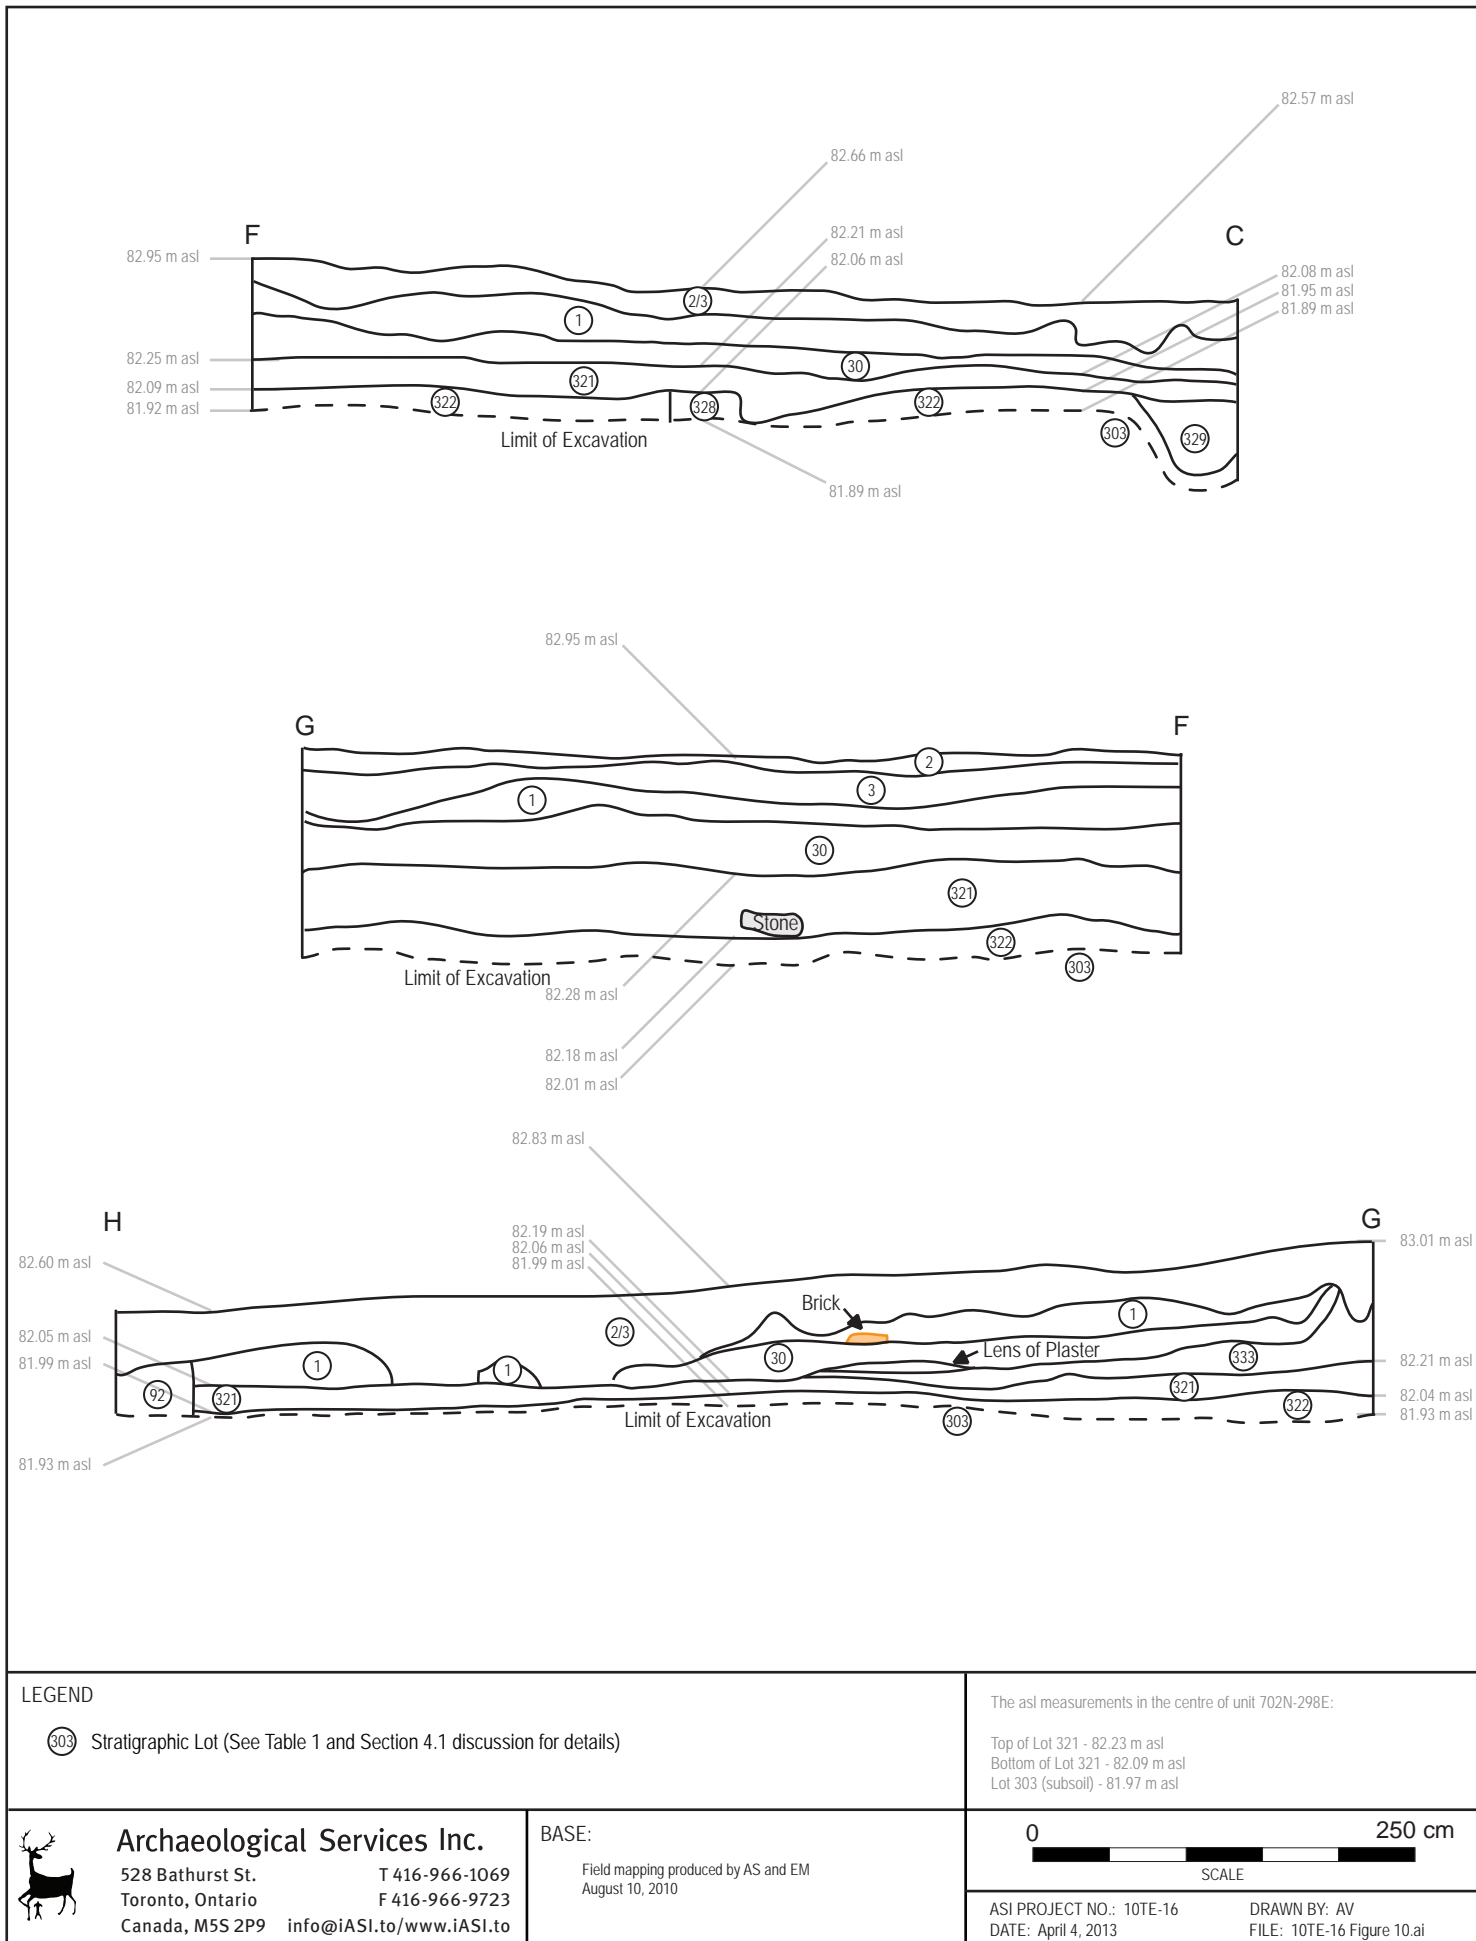 82.57 m asl
82.66 m asl
F
C
82.95 m asl
82.21 m asl
82.06 m asl
82.08 m asl
81.95 m asl
81.89 m asl
2/3
1
82.25 m asl
30
321
82.09 m asl
322
328
322
81.92 m asl
Limit of Excavation
303
329
81.89 m asl
82.95 m asl
G
F
2
3
1
30
321
Stone
322
303
Limit of Excavation
82.28 m asl
82.18 m asl
82.01 m asl
82.83 m asl
H
G
82.19 m asl
82.06 m asl
81.99 m asl
83.01 m asl
82.60 m asl
Brick
1
2/3
82.05 m asl
Lens of Plaster
30
333
1
1
81.99 m asl
82.21 m asl
92
321
321
322
82.04 m asl
81.93 m asl
Limit of Excavation
303
81.93 m asl
LEGEND
303 Stratigraphic Lot (See Table 1 and Section 4.1 discussion for details)
The asl measurements in the centre of unit 702N-298E:
Top of Lot 321 - 82.23 m asl
Bottom of Lot 321 - 82.09 m asl
Lot 303 (subsoil) - 81.97 m asl
Archaeological Services Inc.
528 Bathurst St. T 416-966-1069
Toronto, Ontario F 416-966-9723
Canada, M5S 2P9 info@iASI.to/www.iASI.to
BASE:
Field mapping produced by AS and EM
August 10, 2010
0 250 cm
SCALE
ASI PROJECT NO.: 10TE-16 DRAWN BY: AV
DATE: April 4, 2013 FILE: 10TE-16 Figure 10.ai